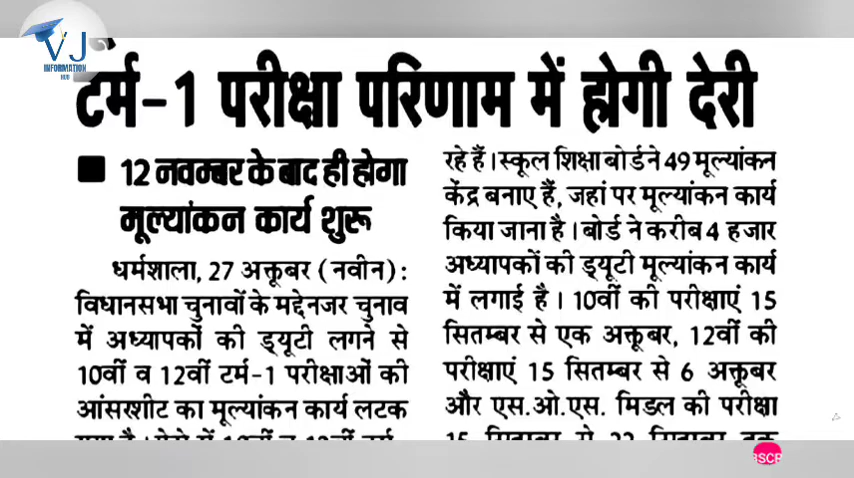 VJ
INFORMATION
HUB
टर्म-1 परीक्षा परिणाम में होगी देरी
12 नवम्बर के बाद ही होगा
मूल्यांकन कार्य शुरू
धर्मशाला, 27 अक्तूबर (नवीन):
विधानसभा चुनावों के मद्देनजर चुनाव
में अध्यापकों की ड्यूटी लगने से
10वीं व 12वीं टर्म-1 परीक्षाओं की
आंसरशीट का मूल्यांकन कार्य लटक
रहे हैं। स्कूल शिक्षा बोर्ड ने 49 मूल्यांकन
केंद्र बनाए हैं, जहां पर मूल्यांकन कार्य
किया जाना है। बोर्ड ने करीब 4 हजार
अध्यापकों की ड्यूटी मूल्यांकन कार्य
में लगाई है। 10वीं की परीक्षाएं 15
सितम्बर से एक अक्तूबर, 12वीं की
परीक्षाएं 15 सितम्बर से 6 अक्तूबर
और एस.ओ.एस. मिडल की परीक्षा